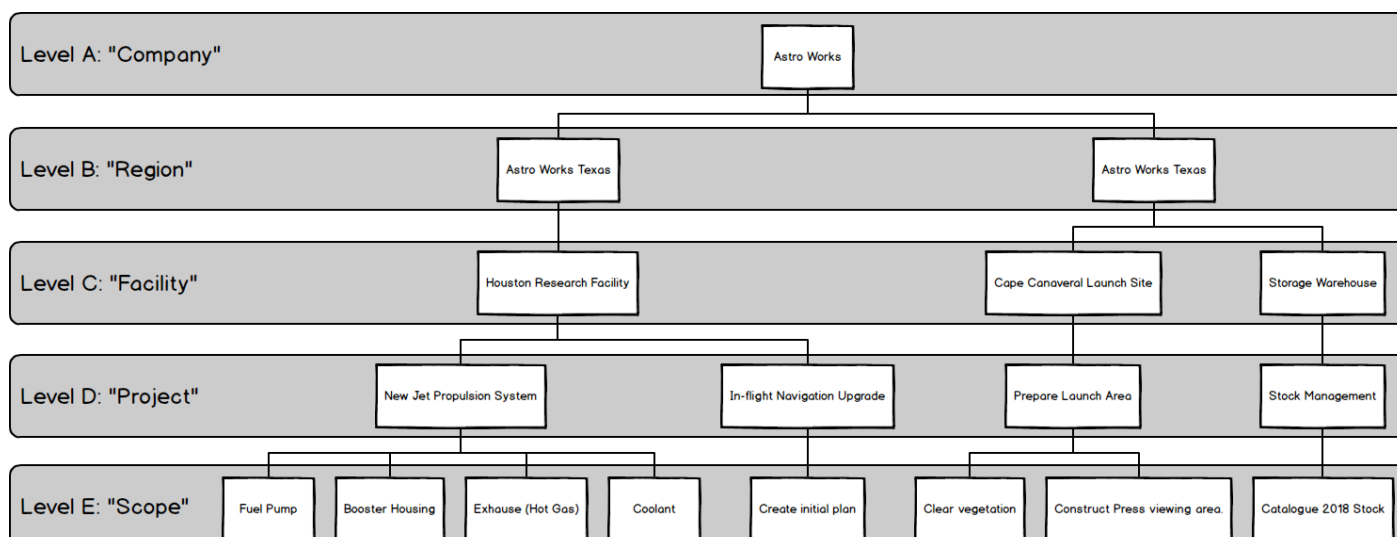 Level A: "Company"
Astro Works
Level B: "Region"
Astro Works Texas
Astro Works Texas
Level C: "Facility"
Houston Research Facility
Cape Canaveral Launch Site
Storage Warehouse
Level D: "Project"
New Jet Propulsion System
In-flight Navigation Upgrade
Prepare Launch Area
Stock Management
Level E: "Scope"
Fuel Pump
Booster Housing
Exhause (Hot Gas)
Coolant
Create initial plan
Clear vegetation
Construct Press viewing area.
Catalogue 2018 Stock